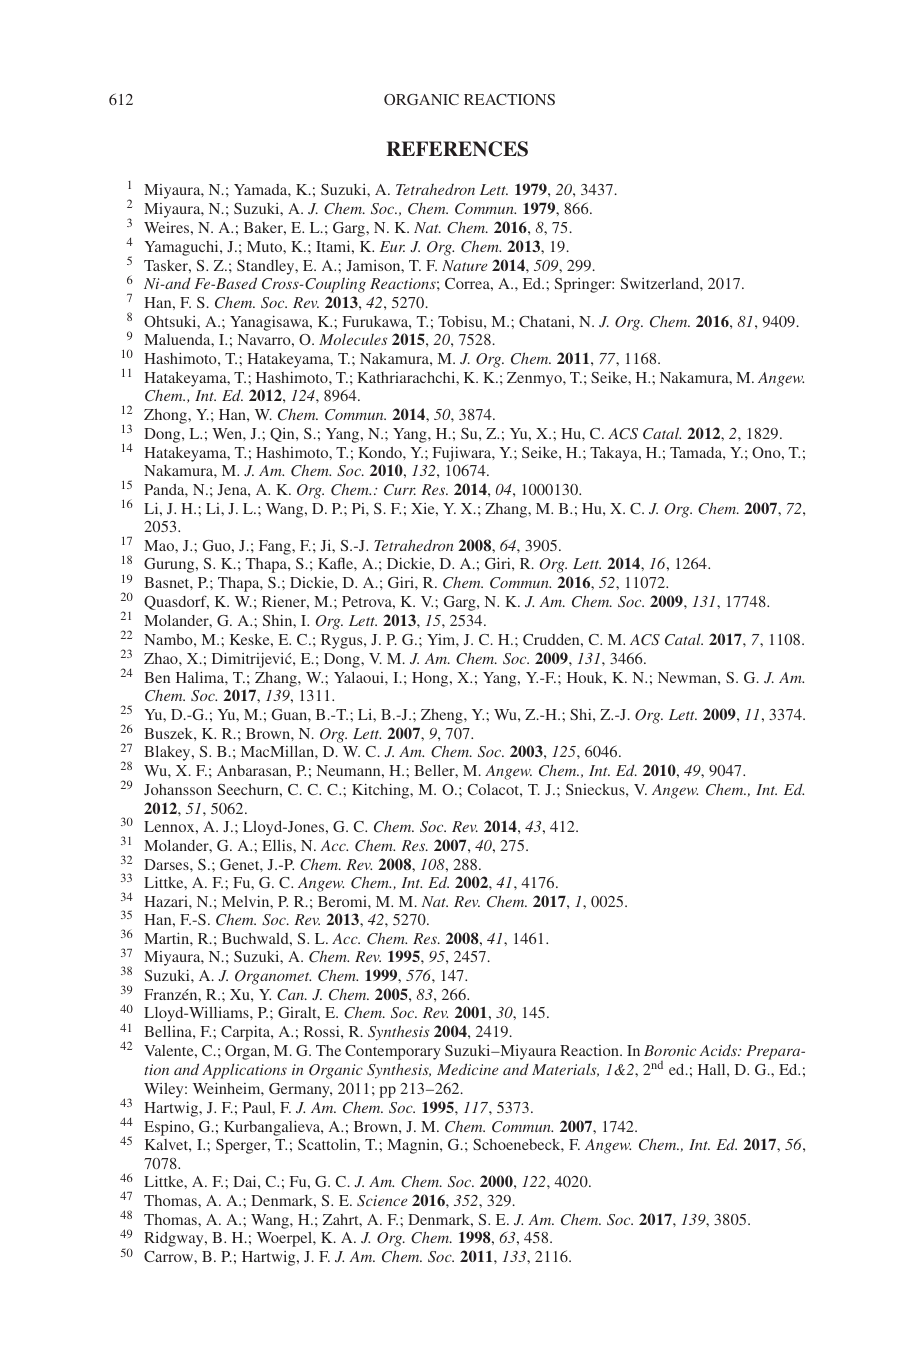 612 ORGANIC REACTIONS
REFERENCES
1 Miyaura, N.; Yamada, K.; Suzuki, A. Tetrahedron Lett. 1979, 20, 3437.
2 Miyaura, N.; Suzuki, A. J. Chem. Soc., Chem. Commun. 1979, 866.
3 Weires, N. A.; Baker, E. L.; Garg, N. K. Nat. Chem. 2016, 8, 75.
4 Yamaguchi, J.; Muto, K.; Itami, K. Eur. J. Org. Chem. 2013, 19.
5 Tasker, S. Z.; Standley, E. A.; Jamison, T. F. Nature 2014, 509, 299.
6 Ni-and Fe-Based Cross-Coupling Reactions; Correa, A., Ed.; Springer: Switzerland, 2017.
7 Han, F. S. Chem. Soc. Rev. 2013, 42, 5270.
8 Ohtsuki, A.; Yanagisawa, K.; Furukawa, T.; Tobisu, M.; Chatani, N. J. Org. Chem. 2016, 81, 9409.
9 Maluenda, I.; Navarro, O. Molecules 2015, 20, 7528.
10 Hashimoto, T.; Hatakeyama, T.; Nakamura, M. J. Org. Chem. 2011, 77, 1168.
11 Hatakeyama, T.; Hashimoto, T.; Kathriarachchi, K. K.; Zenmyo, T.; Seike, H.; Nakamura, M. Angew.
Chem., Int. Ed. 2012, 124, 8964.
12 Zhong, Y.; Han, W. Chem. Commun. 2014, 50, 3874.
13 Dong, L.; Wen, J.; Qin, S.; Yang, N.; Yang, H.; Su, Z.; Yu, X.; Hu, C. ACS Catal. 2012, 2, 1829.
14 Hatakeyama, T.; Hashimoto, T.; Kondo, Y.; Fujiwara, Y.; Seike, H.; Takaya, H.; Tamada, Y.; Ono, T.;
Nakamura, M. J. Am. Chem. Soc. 2010, 132, 10674.
15 Panda, N.; Jena, A. K. Org. Chem.: Curr. Res. 2014, 04, 1000130.
16 Li, J. H.; Li, J. L.; Wang, D. P.; Pi, S. F.; Xie, Y. X.; Zhang, M. B.; Hu, X. C. J. Org. Chem. 2007, 72,
2053.
17 Mao, J.; Guo, J.; Fang, F.; Ji, S.-J. Tetrahedron 2008, 64, 3905.
18 Gurung, S. K.; Thapa, S.; Kafle, A.; Dickie, D. A.; Giri, R. Org. Lett. 2014, 16, 1264.
19 Basnet, P.; Thapa, S.; Dickie, D. A.; Giri, R. Chem. Commun. 2016, 52, 11072.
20 Quasdorf, K. W.; Riener, M.; Petrova, K. V.; Garg, N. K. J. Am. Chem. Soc. 2009, 131, 17748.
21 Molander, G. A.; Shin, I. Org. Lett. 2013, 15, 2534.
22 Nambo, M.; Keske, E. C.; Rygus, J. P. G.; Yim, J. C. H.; Crudden, C. M. ACS Catal. 2017, 7, 1108.
23 Zhao, X.; Dimitrijević, E.; Dong, V. M. J. Am. Chem. Soc. 2009, 131, 3466.
24 Ben Halima, T.; Zhang, W.; Yalaoui, I.; Hong, X.; Yang, Y.-F.; Houk, K. N.; Newman, S. G. J. Am.
Chem. Soc. 2017, 139, 1311.
25 Yu, D.-G.; Yu, M.; Guan, B.-T.; Li, B.-J.; Zheng, Y.; Wu, Z.-H.; Shi, Z.-J. Org. Lett. 2009, 11, 3374.
26 Buszek, K. R.; Brown, N. Org. Lett. 2007, 9, 707.
27 Blakey, S. B.; MacMillan, D. W. C. J. Am. Chem. Soc. 2003, 125, 6046.
28 Wu, X. F.; Anbarasan, P.; Neumann, H.; Beller, M. Angew. Chem., Int. Ed. 2010, 49, 9047.
29 Johansson Seechurn, C. C. C.; Kitching, M. O.; Colacot, T. J.; Snieckus, V. Angew. Chem., Int. Ed.
2012, 51, 5062.
30 Lennox, A. J.; Lloyd-Jones, G. C. Chem. Soc. Rev. 2014, 43, 412.
31 Molander, G. A.; Ellis, N. Acc. Chem. Res. 2007, 40, 275.
32 Darses, S.; Genet, J.-P. Chem. Rev. 2008, 108, 288.
33 Littke, A. F.; Fu, G. C. Angew. Chem., Int. Ed. 2002, 41, 4176.
34 Hazari, N.; Melvin, P. R.; Beromi, M. M. Nat. Rev. Chem. 2017, 1, 0025.
35 Han, F.-S. Chem. Soc. Rev. 2013, 42, 5270.
36 Martin, R.; Buchwald, S. L. Acc. Chem. Res. 2008, 41, 1461.
37 Miyaura, N.; Suzuki, A. Chem. Rev. 1995, 95, 2457.
38 Suzuki, A. J. Organomet. Chem. 1999, 576, 147.
39 Franzén, R.; Xu, Y. Can. J. Chem. 2005, 83, 266.
40 Lloyd-Williams, P.; Giralt, E. Chem. Soc. Rev. 2001, 30, 145.
41 Bellina, F.; Carpita, A.; Rossi, R. Synthesis 2004, 2419.
42 Valente, C.; Organ, M. G. The Contemporary Suzuki–Miyaura Reaction. In Boronic Acids: Prepara-
tion and Applications in Organic Synthesis, Medicine and Materials, 1&2, 2nd ed.; Hall, D. G., Ed.;
Wiley: Weinheim, Germany, 2011; pp 213–262.
43 Hartwig, J. F.; Paul, F. J. Am. Chem. Soc. 1995, 117, 5373.
44 Espino, G.; Kurbangalieva, A.; Brown, J. M. Chem. Commun. 2007, 1742.
45 Kalvet, I.; Sperger, T.; Scattolin, T.; Magnin, G.; Schoenebeck, F. Angew. Chem., Int. Ed. 2017, 56,
7078.
46 Littke, A. F.; Dai, C.; Fu, G. C. J. Am. Chem. Soc. 2000, 122, 4020.
47 Thomas, A. A.; Denmark, S. E. Science 2016, 352, 329.
48 Thomas, A. A.; Wang, H.; Zahrt, A. F.; Denmark, S. E. J. Am. Chem. Soc. 2017, 139, 3805.
49 Ridgway, B. H.; Woerpel, K. A. J. Org. Chem. 1998, 63, 458.
50 Carrow, B. P.; Hartwig, J. F. J. Am. Chem. Soc. 2011, 133, 2116.